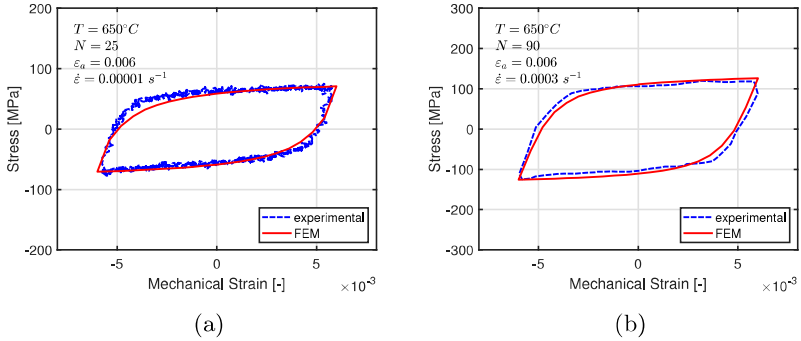 200
100
0
-100
-200
Stress [MPa]
T = 650°C
N = 25
εa = 0.006
ε̇ = 0.00001 s⁻¹
experimental
FEM
-5 0 5
Mechanical Strain [-] ×10⁻³
(a)
300
200
100
0
-100
-200
-300
Stress [MPa]
T = 650°C
N = 90
εa = 0.006
ε̇ = 0.0003 s⁻¹
experimental
FEM
-5 0 5
Mechanical Strain [-] ×10⁻³
(b)